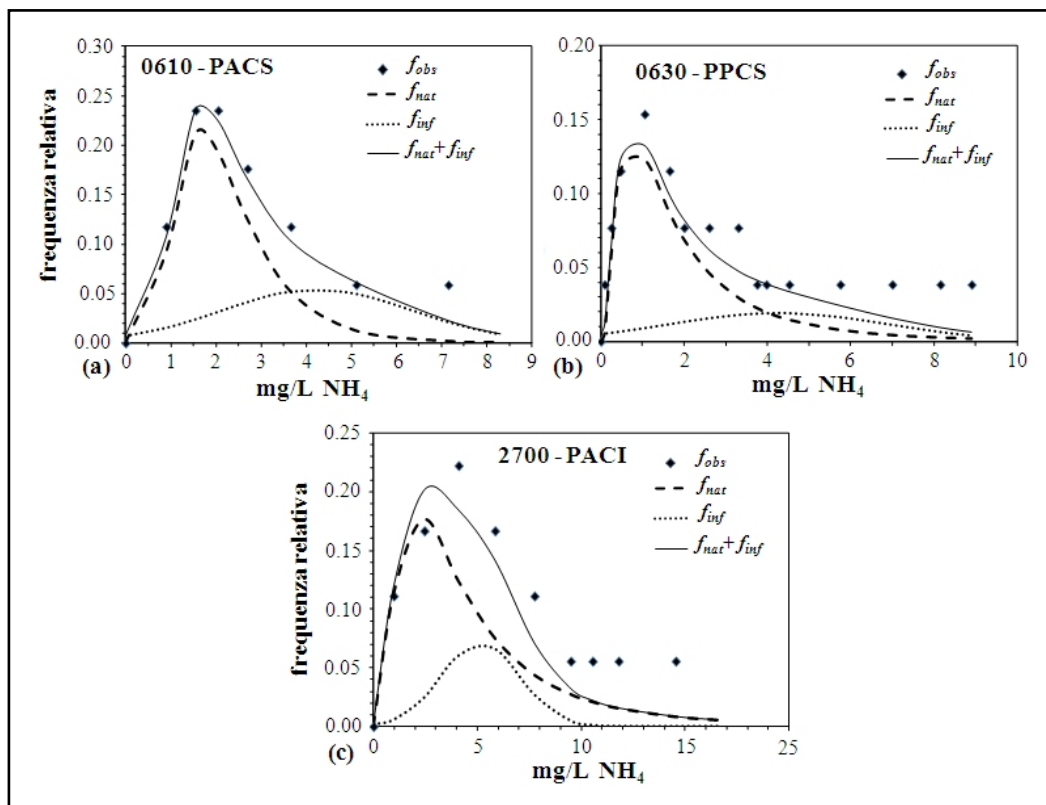 0.30
0.25
0.20
0.15
0.10
0.05
0.00
frequenza relativa
0610 - PACS
f_obs
f_nat
f_inf
f_nat+f_inf
0 1 2 3 4 5 6 7 8 9
(a)
mg/L NH₄
0.20
0.15
0.10
0.05
0.00
0630 - PPCS
f_obs
f_nat
f_inf
f_nat+f_inf
0 2 4 6 8 10
(b)
mg/L NH₄
0.25
0.20
0.15
0.10
0.05
0.00
frequenza relativa
2700 - PACI
f_obs
f_nat
f_inf
f_nat+f_inf
0 5 10 15 25
(c)
mg/L NH₄